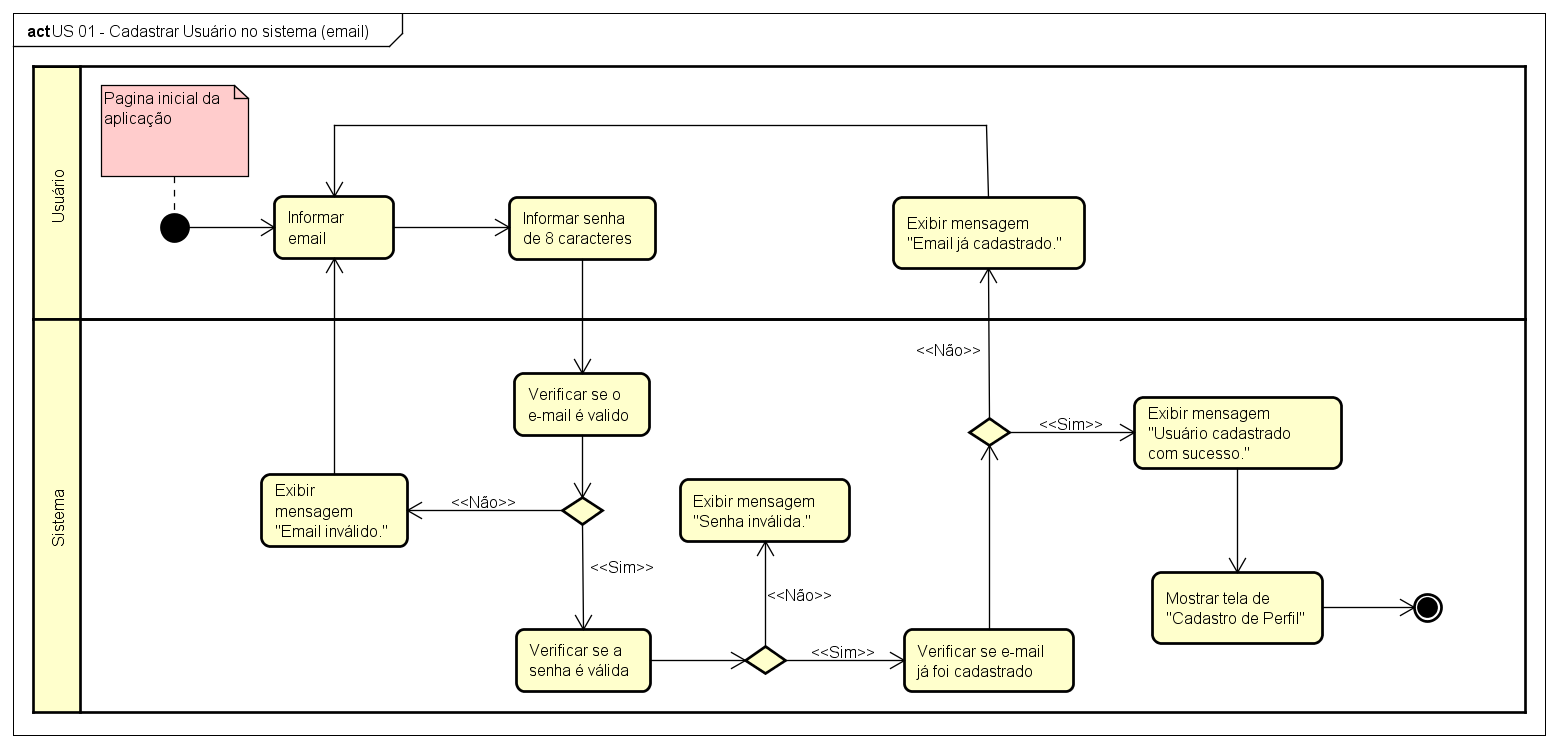 act US 01 - Cadastrar Usuário no sistema (email)
Usuário
Pagina inicial da
aplicação
Informar
email
Informar senha
de 8 caracteres
Exibir mensagem
"Email já cadastrado."
Sistema
Verificar se o
e-mail é valido
<<Não>>
Exibir
mensagem
"Email inválido."
<<Sim>>
Verificar se a
senha é válida
<<Não>>
Exibir mensagem
"Senha inválida."
<<Sim>>
Verificar se e-mail
já foi cadastrado
<<Não>>
<<Sim>>
Exibir mensagem
"Usuário cadastrado
com sucesso."
Mostrar tela de
"Cadastro de Perfil"